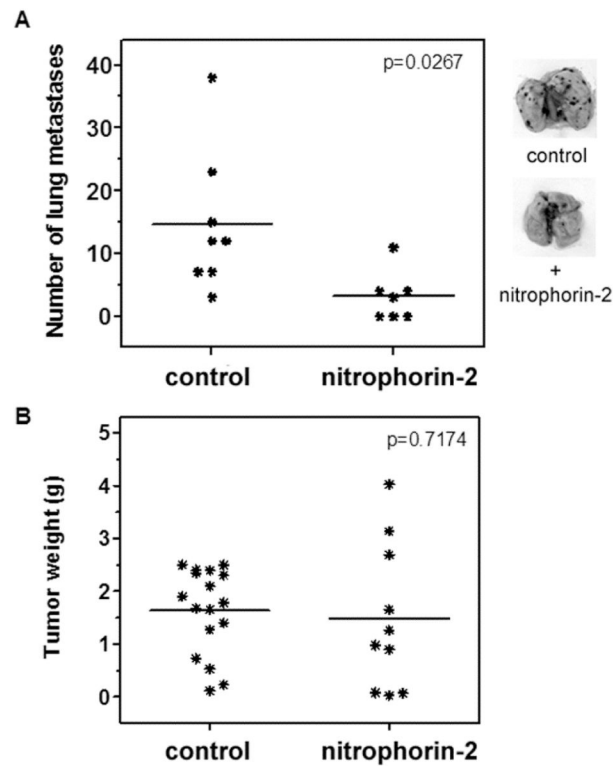 A
p=0.0267
40
30
20
10
0
Number of lung metastases
control nitrophorin-2
control
+
nitrophorin-2
B
p=0.7174
5
4
3
2
1
0
Tumor weight (g)
control nitrophorin-2